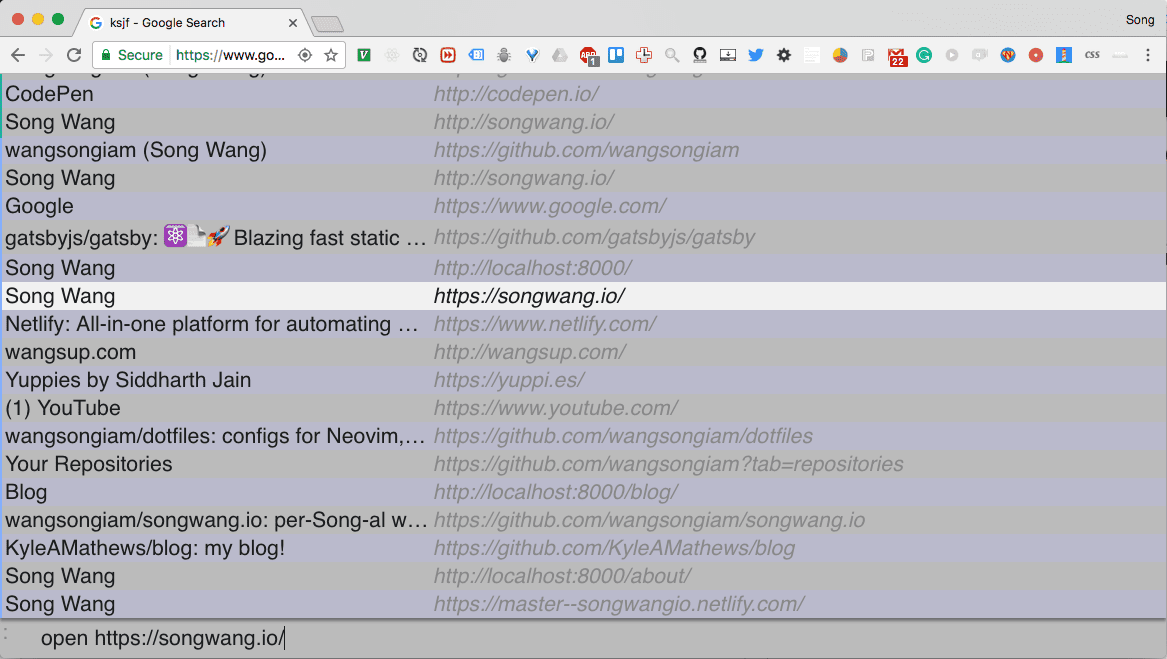 ksjf - Google Search
Song
Secure https://www.go...
1
22
css
CodePen http://codepen.io/
Song Wang http://songwang.io/
wangsongiam (Song Wang) https://github.com/wangsongiam
Song Wang http://songwang.io/
Google https://www.google.com/
gatsbyjs/gatsby: ⚛️📄🚀 Blazing fast static … https://github.com/gatsbyjs/gatsby
Song Wang http://localhost:8000/
Song Wang https://songwang.io/
Netlify: All-in-one platform for automating … https://www.netlify.com/
wangsup.com http://wangsup.com/
Yuppies by Siddharth Jain https://yuppi.es/
(1) YouTube https://www.youtube.com/
wangsongiam/dotfiles: configs for Neovim,… https://github.com/wangsongiam/dotfiles
Your Repositories https://github.com/wangsongiam?tab=repositories
Blog http://localhost:8000/blog/
wangsongiam/songwang.io: per-Song-al w… https://github.com/wangsongiam/songwang.io
KyleAMathews/blog: my blog! https://github.com/KyleAMathews/blog
Song Wang http://localhost:8000/about/
Song Wang https://master--songwangio.netlify.com/
: open https://songwang.io/